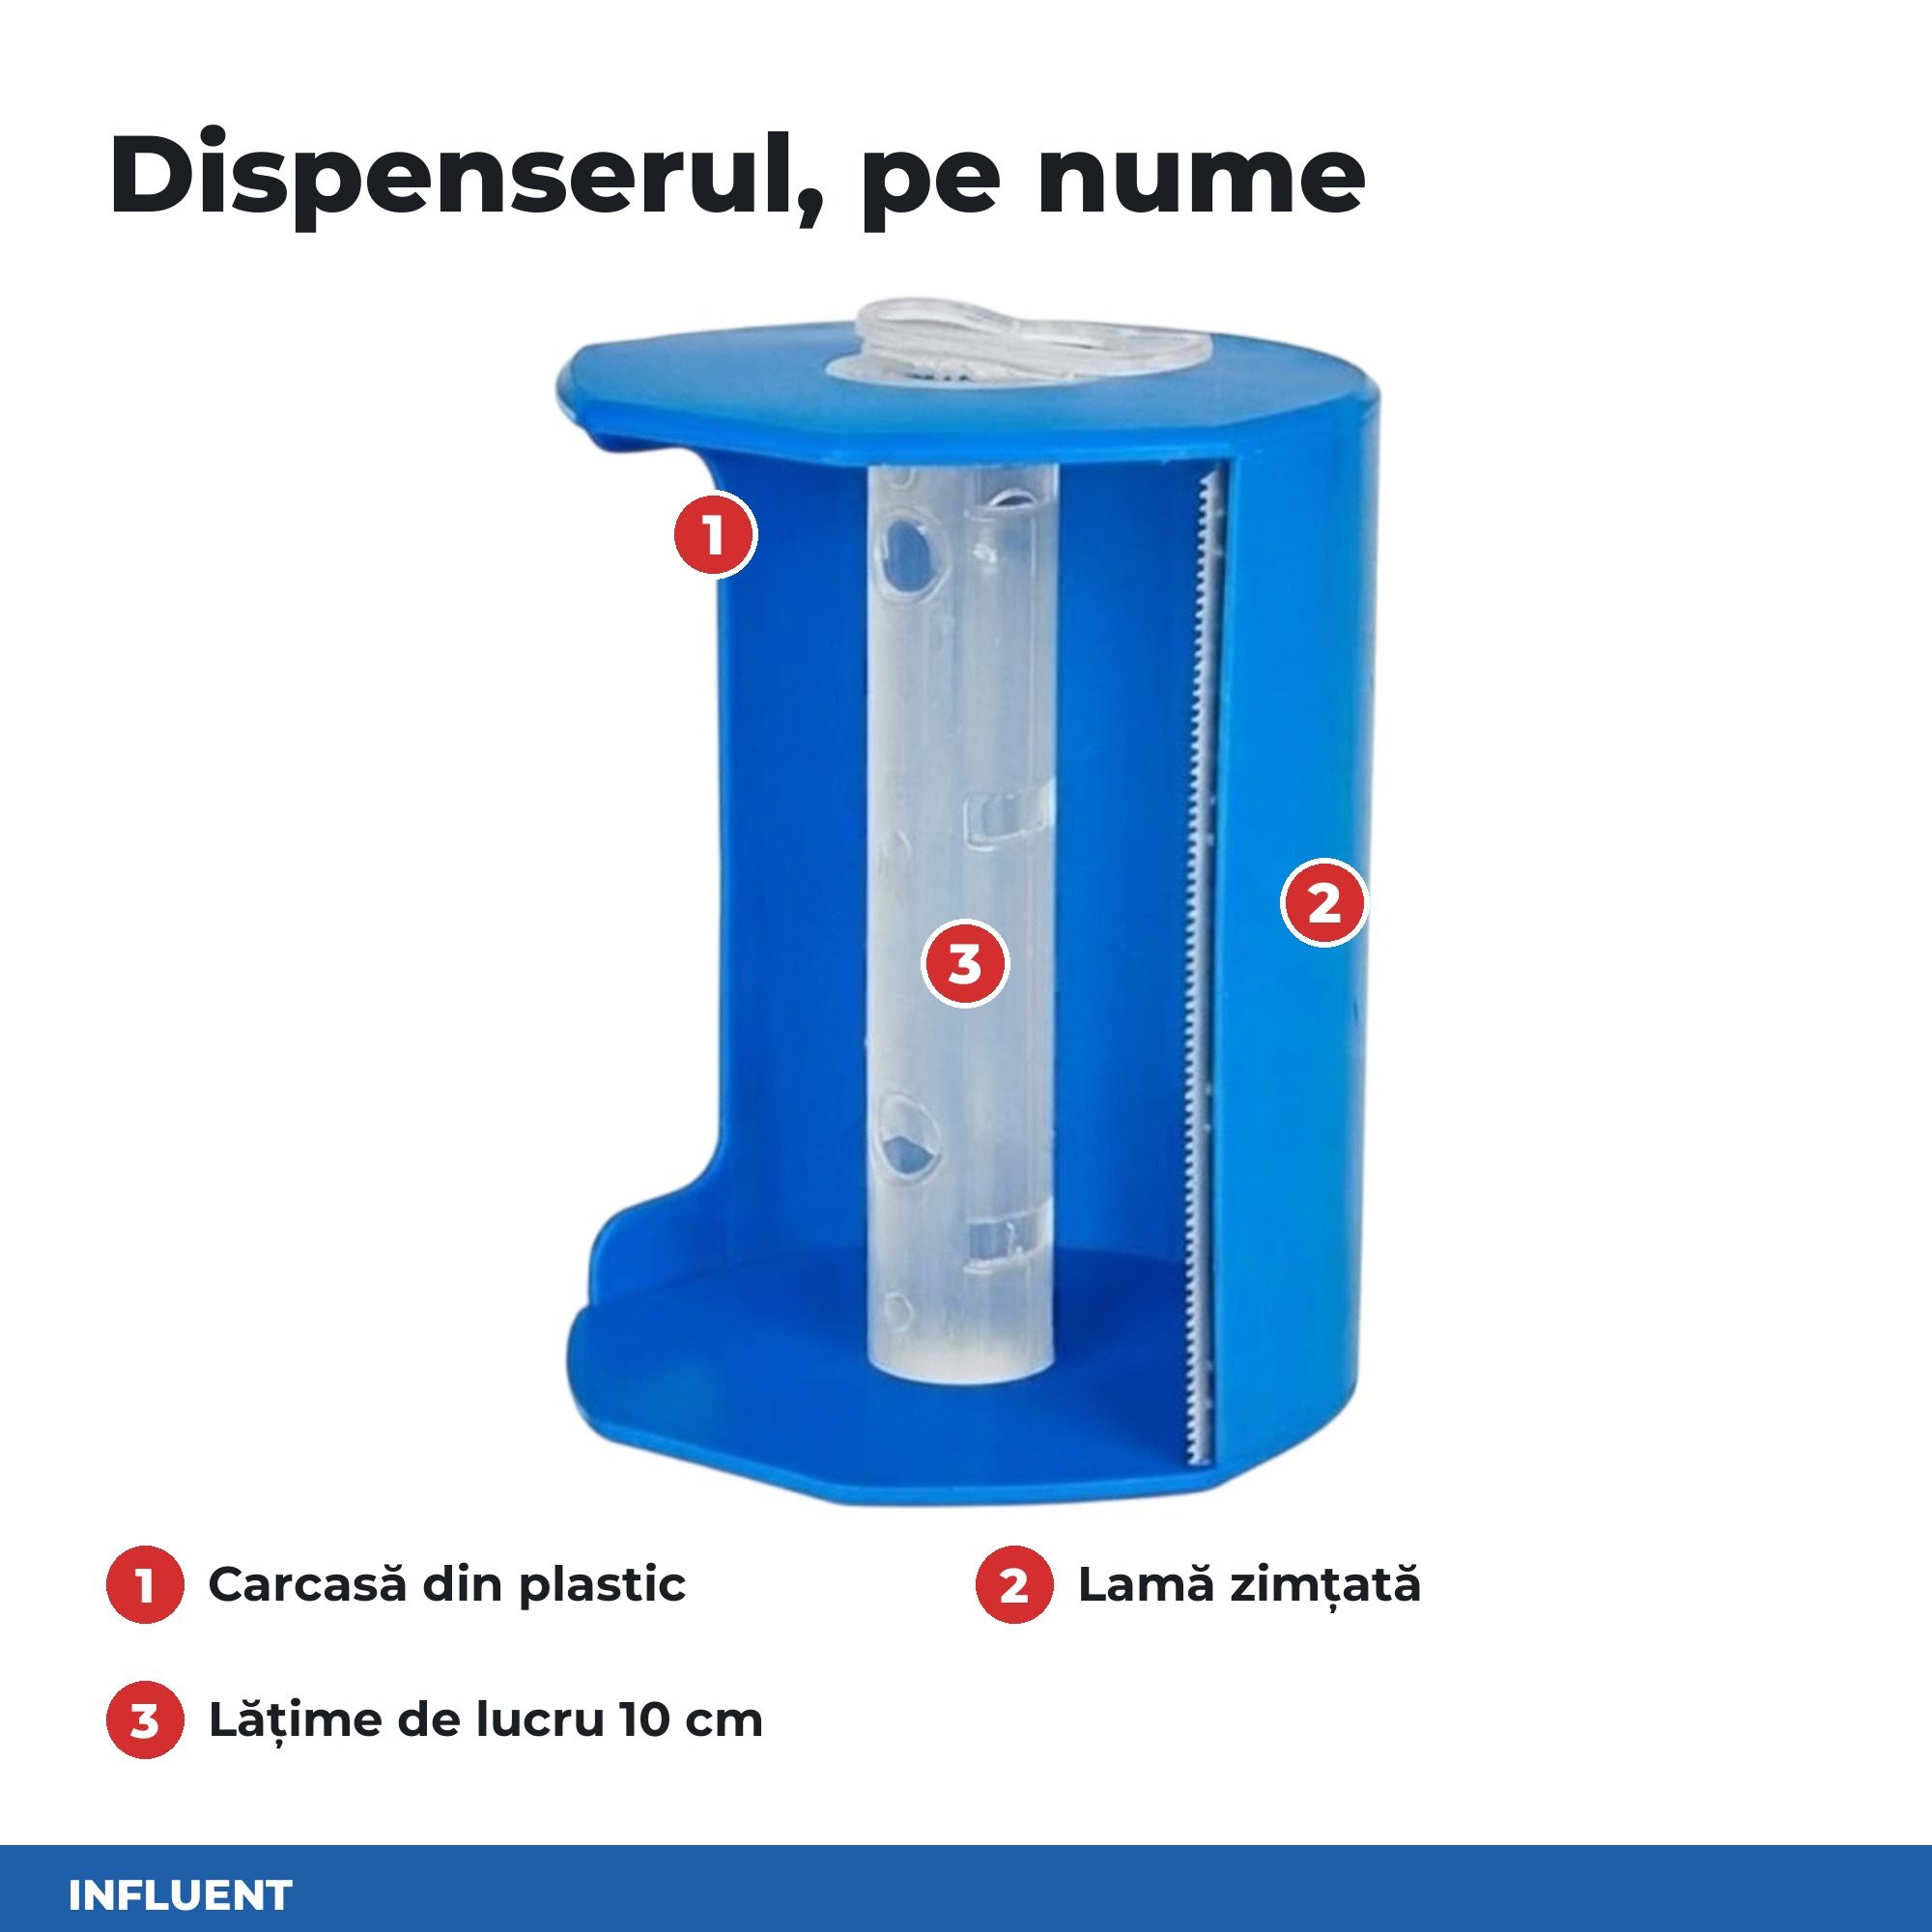 Dispenserul, pe nume
1
2
3
1 Carcasă din plastic
2 Lamă zimțată
3 Lățime de lucru 10 cm
INFLUENT